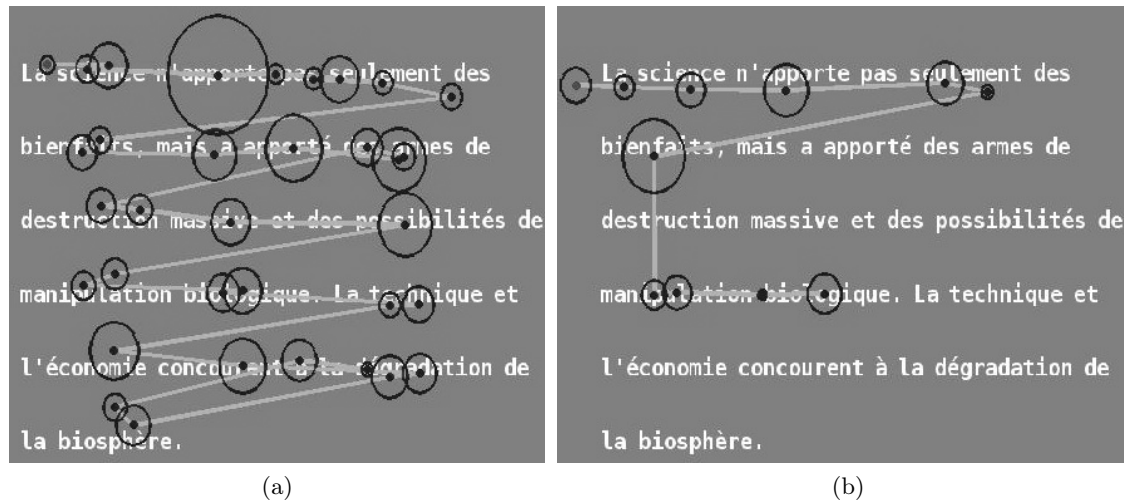 La science n'apporte pas seulement des
bienfaits, mais a apporté des armes de
destruction massive et des possibilités de
manipulation biologique. La technique et
l'économie concourent à la dégradation de
la biosphère.
(a)
La science n'apporte pas seulement des
bienfaits, mais a apporté des armes de
destruction massive et des possibilités de
manipulation biologique. La technique et
l'économie concourent à la dégradation de
la biosphère.
(b)